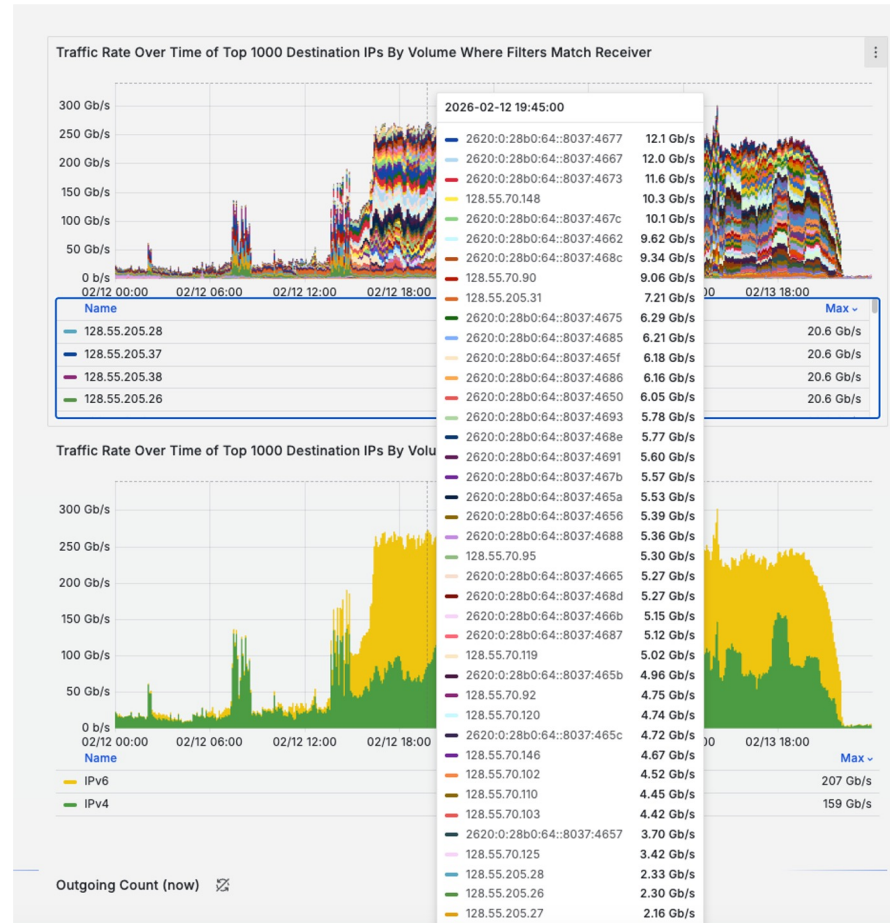 Traffic Rate Over Time of Top 1000 Destination IPs By Volume Where Filters Match Receiver
300 Gb/s
250 Gb/s
200 Gb/s
150 Gb/s
100 Gb/s
50 Gb/s
0 b/s
02/12 00:00 02/12 06:00 02/12 12:00 02/12 18:00 00 02/13 18:00
Name Max
128.55.205.28 20.6 Gb/s
128.55.205.37 20.6 Gb/s
128.55.205.38 20.6 Gb/s
128.55.205.26 20.6 Gb/s
2026-02-12 19:45:00
2620:0:28b0:64::8037:4677 12.1 Gb/s
2620:0:28b0:64::8037:4667 12.0 Gb/s
2620:0:28b0:64::8037:4673 11.6 Gb/s
128.55.70.148 10.3 Gb/s
2620:0:28b0:64::8037:467c 10.1 Gb/s
2620:0:28b0:64::8037:4662 9.62 Gb/s
2620:0:28b0:64::8037:468c 9.34 Gb/s
128.55.70.90 9.06 Gb/s
128.55.205.31 7.21 Gb/s
2620:0:28b0:64::8037:4675 6.29 Gb/s
2620:0:28b0:64::8037:4685 6.21 Gb/s
2620:0:28b0:64::8037:465f 6.18 Gb/s
2620:0:28b0:64::8037:4686 6.16 Gb/s
2620:0:28b0:64::8037:4650 6.05 Gb/s
2620:0:28b0:64::8037:4693 5.78 Gb/s
2620:0:28b0:64::8037:468e 5.77 Gb/s
2620:0:28b0:64::8037:4691 5.60 Gb/s
2620:0:28b0:64::8037:467b 5.57 Gb/s
2620:0:28b0:64::8037:465a 5.53 Gb/s
2620:0:28b0:64::8037:4656 5.39 Gb/s
2620:0:28b0:64::8037:4688 5.36 Gb/s
128.55.70.95 5.30 Gb/s
2620:0:28b0:64::8037:4665 5.27 Gb/s
2620:0:28b0:64::8037:468d 5.27 Gb/s
2620:0:28b0:64::8037:466b 5.15 Gb/s
2620:0:28b0:64::8037:4687 5.12 Gb/s
128.55.70.119 5.02 Gb/s
2620:0:28b0:64::8037:465b 4.96 Gb/s
128.55.70.92 4.75 Gb/s
128.55.70.120 4.74 Gb/s
2620:0:28b0:64::8037:465c 4.72 Gb/s
128.55.70.146 4.67 Gb/s
128.55.70.102 4.52 Gb/s
128.55.70.110 4.45 Gb/s
128.55.70.103 4.42 Gb/s
2620:0:28b0:64::8037:4657 3.70 Gb/s
128.55.70.125 3.42 Gb/s
128.55.205.28 2.33 Gb/s
128.55.205.26 2.30 Gb/s
128.55.205.27 2.16 Gb/s
Traffic Rate Over Time of Top 1000 Destination IPs By Volu
300 Gb/s
250 Gb/s
200 Gb/s
150 Gb/s
100 Gb/s
50 Gb/s
0 b/s
02/12 00:00 02/12 06:00 02/12 12:00 02/12 18:00 00 02/13 18:00
Name Max
IPv6 207 Gb/s
IPv4 159 Gb/s
Outgoing Count (now)